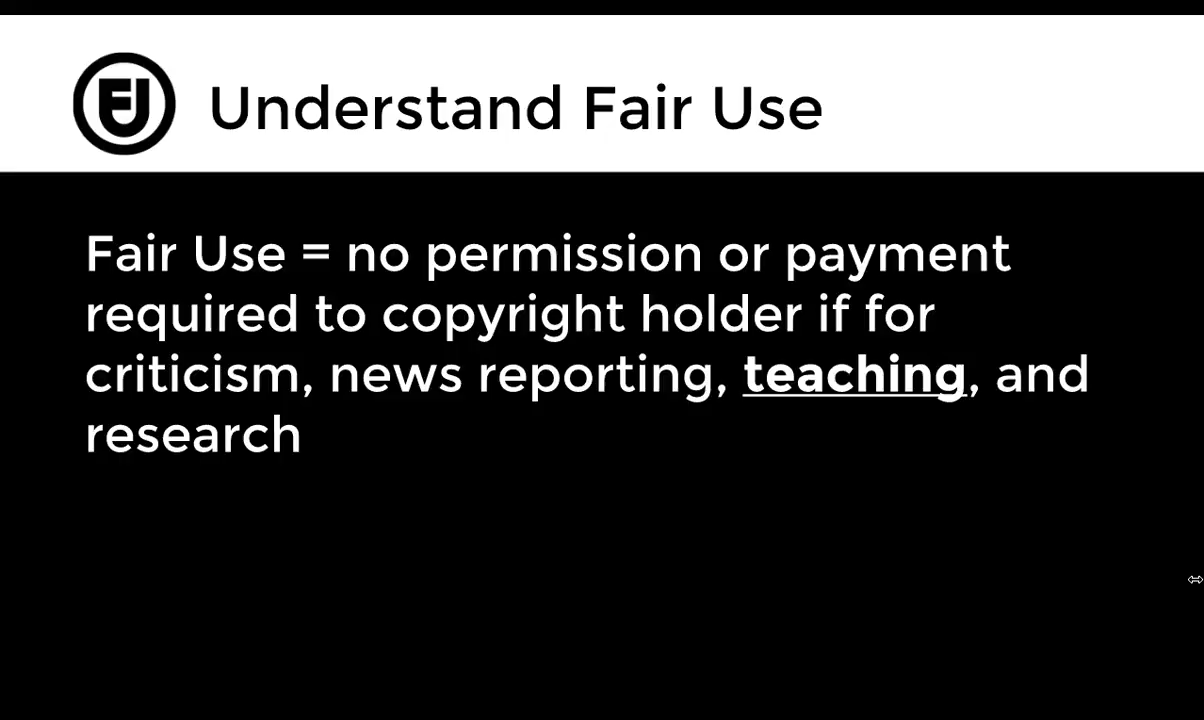 Understand Fair Use
Fair Use = no permission or payment
required to copyright holder if for
criticism, news reporting, teaching, and
research